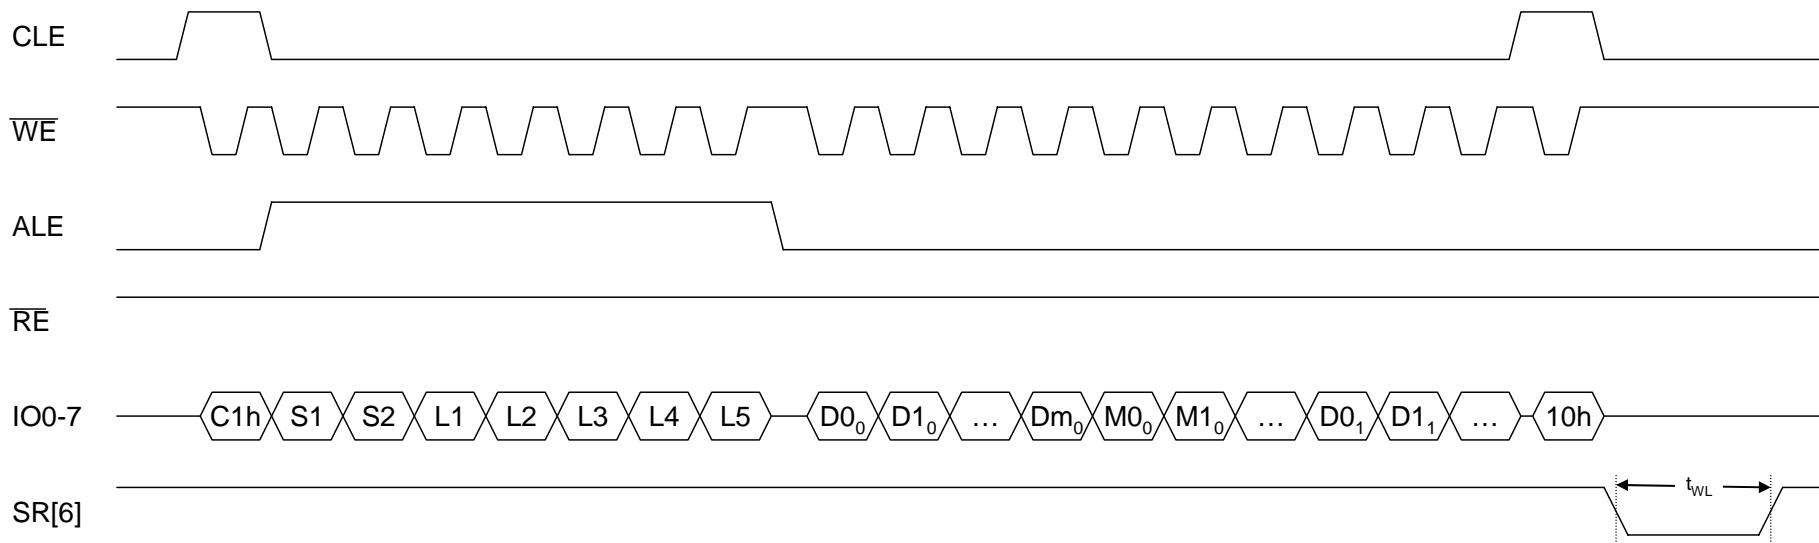 CLE
WE
ALE
RE
IO0-7 C1h S1 S2 L1 L2 L3 L4 L5 D0₀ D1₀ … Dm₀ M0₀ M1₀ … D0₁ D1₁ … 10h
SR[6] t_WL